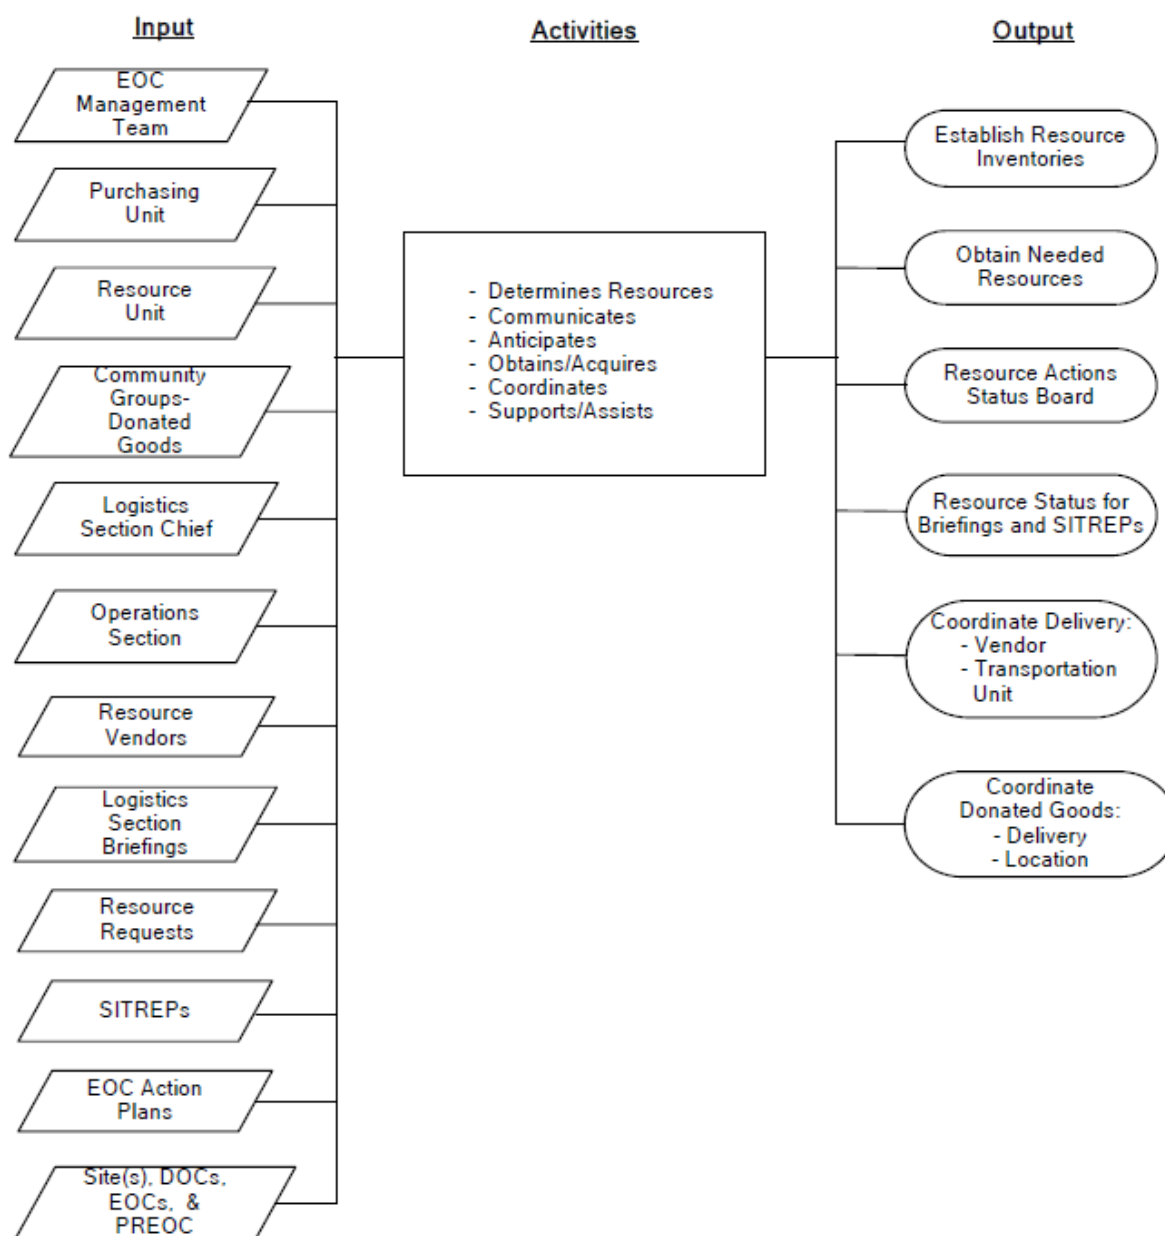 Input
Activities
Output
EOC
Management
Team
Purchasing
Unit
Resource
Unit
Community
Groups-
Donated
Goods
Logistics
Section Chief
Operations
Section
Resource
Vendors
Logistics
Section
Briefings
Resource
Requests
SITREPs
EOC Action
Plans
Site(s), DOCs,
EOCs, &
PREOC
- Determines Resources
- Communicates
- Anticipates
- Obtains/Acquires
- Coordinates
- Supports/Assists
Establish Resource
Inventories
Obtain Needed
Resources
Resource Actions
Status Board
Resource Status for
Briefings and SITREPs
Coordinate Delivery:
- Vendor
- Transportation
Unit
Coordinate
Donated Goods:
- Delivery
- Location